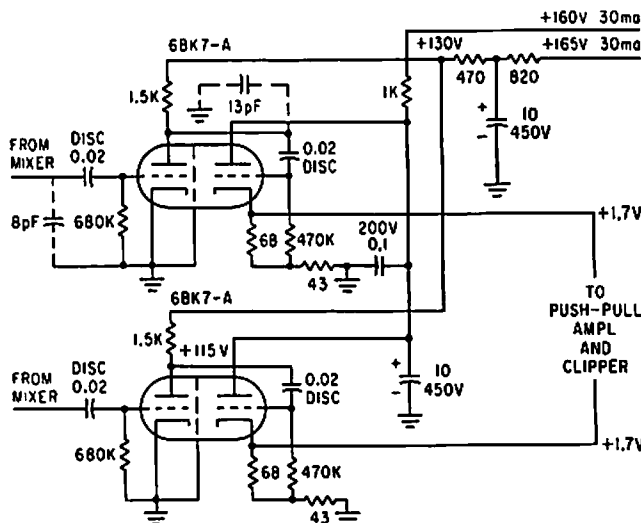 +160V 30ma
6BK7-A
+130V
+165V 30ma
470
820
1.5K
13pF
1K
+
10
-
450V
FROM
MIXER
DISC
0.02
0.02
DISC
8pF
680K
68
470K
200V
0.1
+1.7V
43
6BK7-A
TO
PUSH-PULL
AMPL
AND
CLIPPER
1.5K
+115V
FROM
MIXER
DISC
0.02
0.02
DISC
+
10
-
450V
680K
68
470K
+1.7V
43